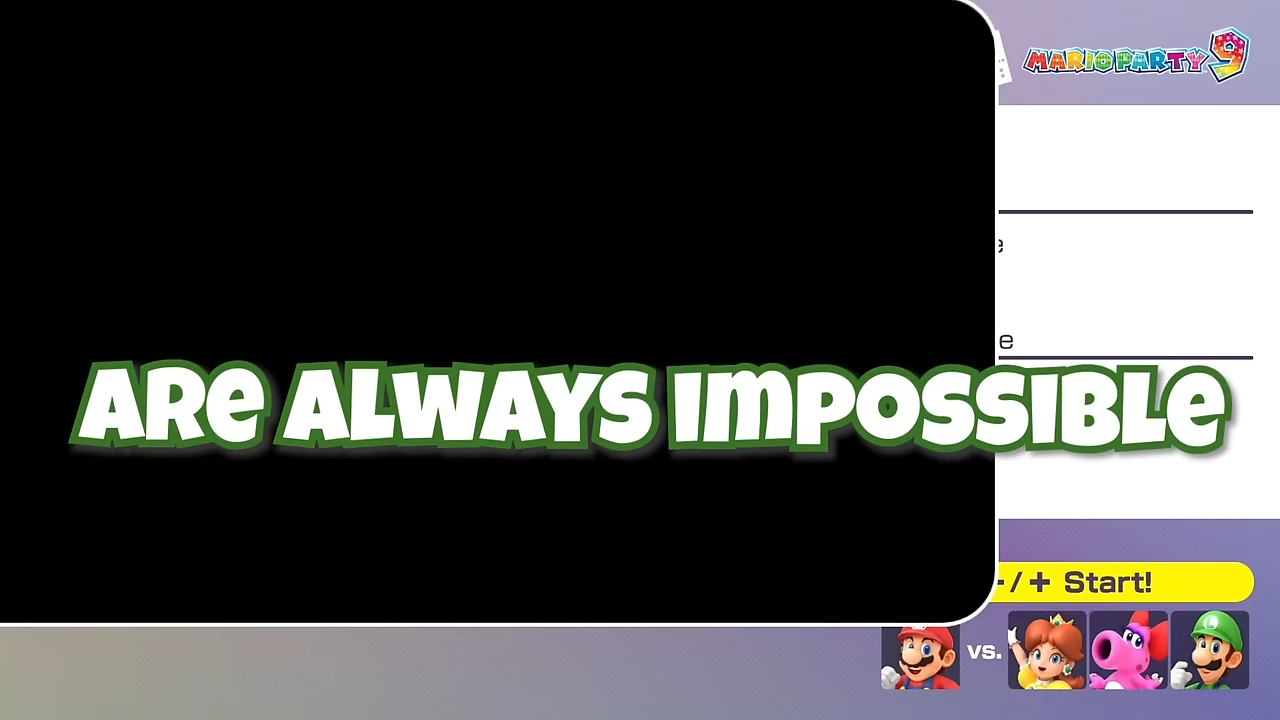 MARIO PARTY 9
e
e
ARE ALWAYS IMPOSSIBLE
/+ Start!
vs.